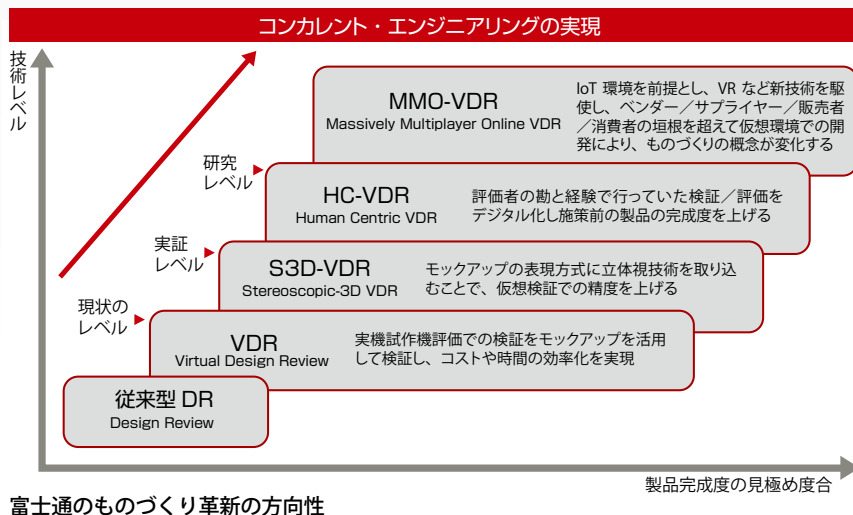 コンカレント・エンジニアリングの実現
技術レベル
MMO-VDR
Massively Multiplayer Online VDR
IoT 環境を前提とし、VR など新技術を駆
使し、ベンダー／サプライヤー／販売者
／消費者の垣根を超えて仮想環境での開
発により、ものづくりの概念が変化する
研究
レベル
HC-VDR
Human Centric VDR
評価者の勘と経験で行っていた検証／評価を
デジタル化し施策前の製品の完成度を上げる
実証
レベル
S3D-VDR
Stereoscopic-3D VDR
モックアップの表現方式に立体視技術を取り込
むことで、仮想検証での精度を上げる
現状の
レベル
VDR
Virtual Design Review
実機試作機評価での検証をモックアップを活用
して検証し、コストや時間の効率化を実現
従来型 DR
Design Review
製品完成度の見極め度合
富士通のものづくり革新の方向性